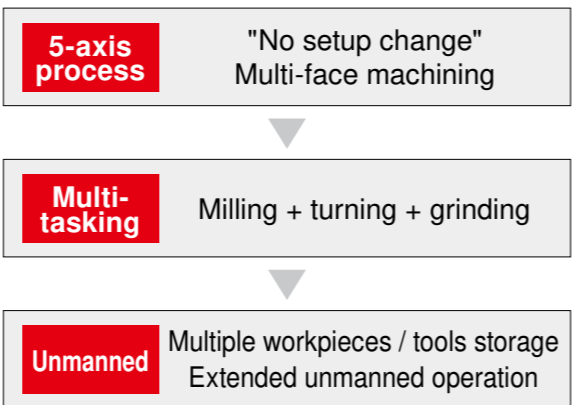 5-axis
process
"No setup change"
Multi-face machining
Multi-
tasking
Milling + turning + grinding
Unmanned
Multiple workpieces / tools storage
Extended unmanned operation